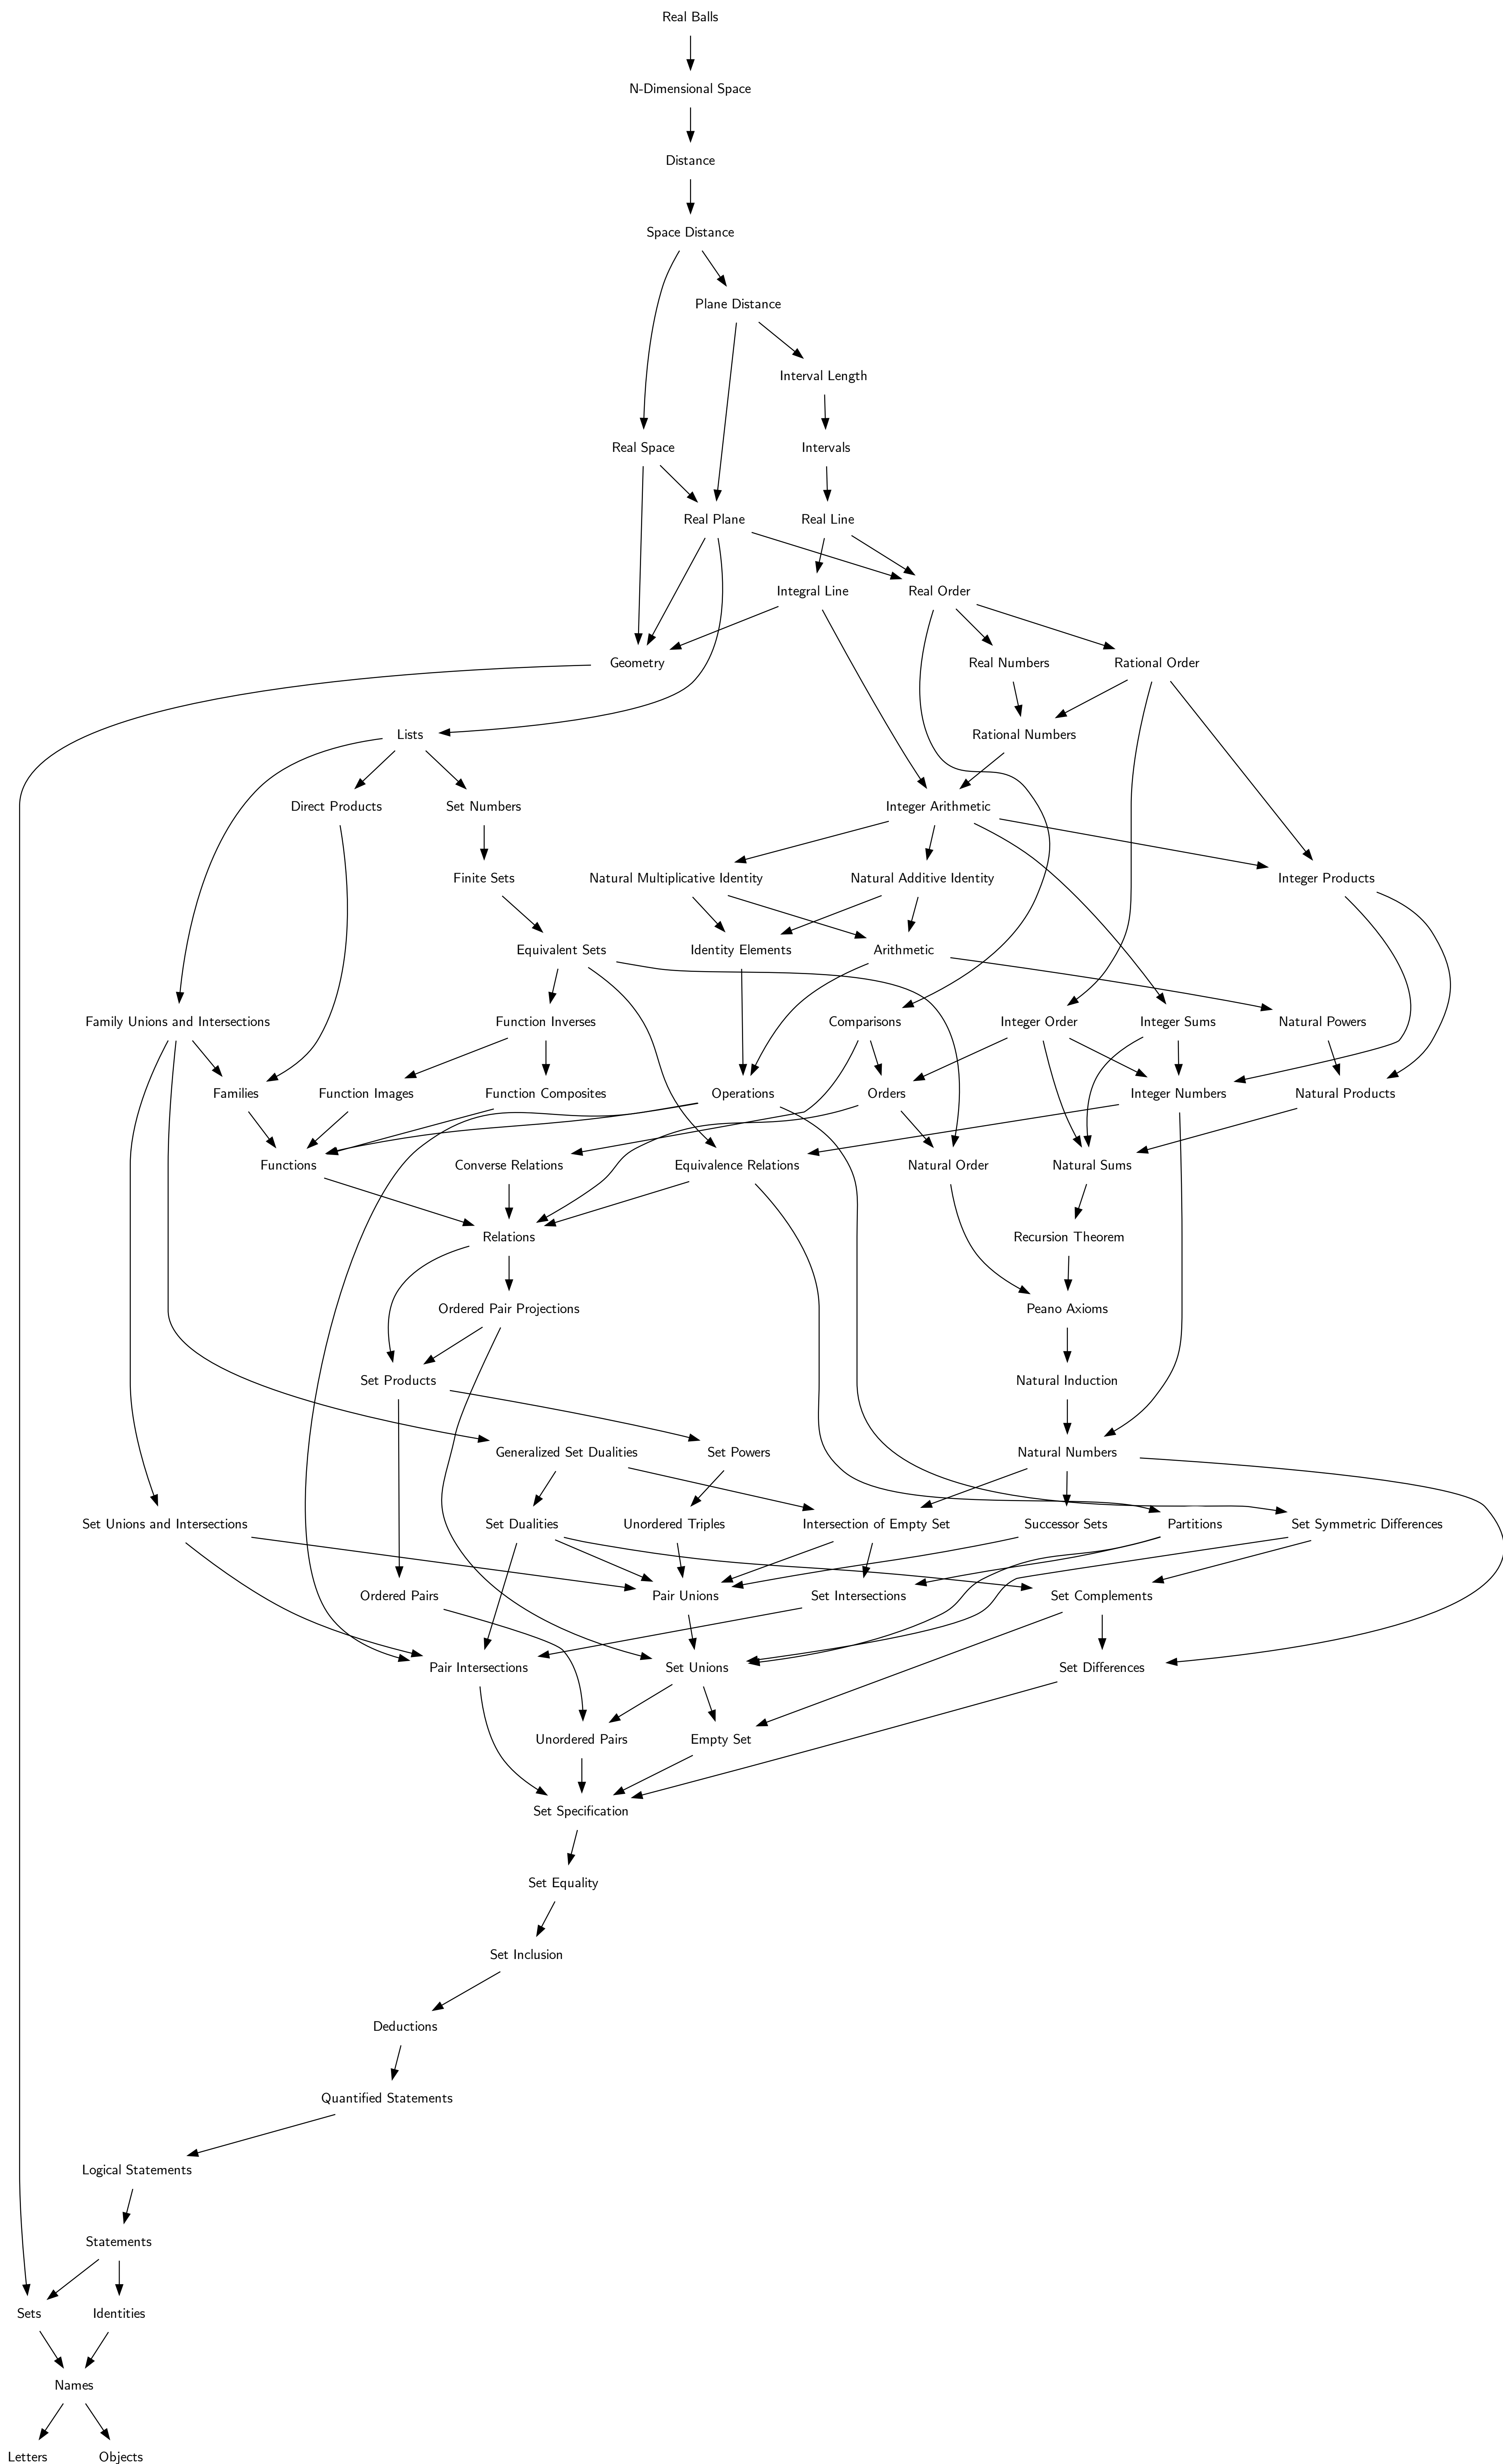 Real Balls
N-Dimensional Space
Distance
Space Distance
Plane Distance
Interval Length
Real Space
Intervals
Real Plane
Real Line
Integral Line
Real Order
Geometry
Real Numbers
Rational Order
Lists
Rational Numbers
Direct Products
Set Numbers
Integer Arithmetic
Finite Sets
Natural Multiplicative Identity
Natural Additive Identity
Integer Products
Equivalent Sets
Identity Elements
Arithmetic
Family Unions and Intersections
Function Inverses
Comparisons
Integer Order
Integer Sums
Natural Powers
Families
Function Images
Function Composites
Operations
Orders
Integer Numbers
Natural Products
Functions
Converse Relations
Equivalence Relations
Natural Order
Natural Sums
Relations
Recursion Theorem
Ordered Pair Projections
Peano Axioms
Set Products
Natural Induction
Generalized Set Dualities
Set Powers
Natural Numbers
Set Unions and Intersections
Set Dualities
Unordered Triples
Intersection of Empty Set
Successor Sets
Partitions
Set Symmetric Differences
Ordered Pairs
Pair Unions
Set Intersections
Set Complements
Pair Intersections
Set Unions
Set Differences
Unordered Pairs
Empty Set
Set Specification
Set Equality
Set Inclusion
Deductions
Quantified Statements
Logical Statements
Statements
Sets
Identities
Names
Letters
Objects